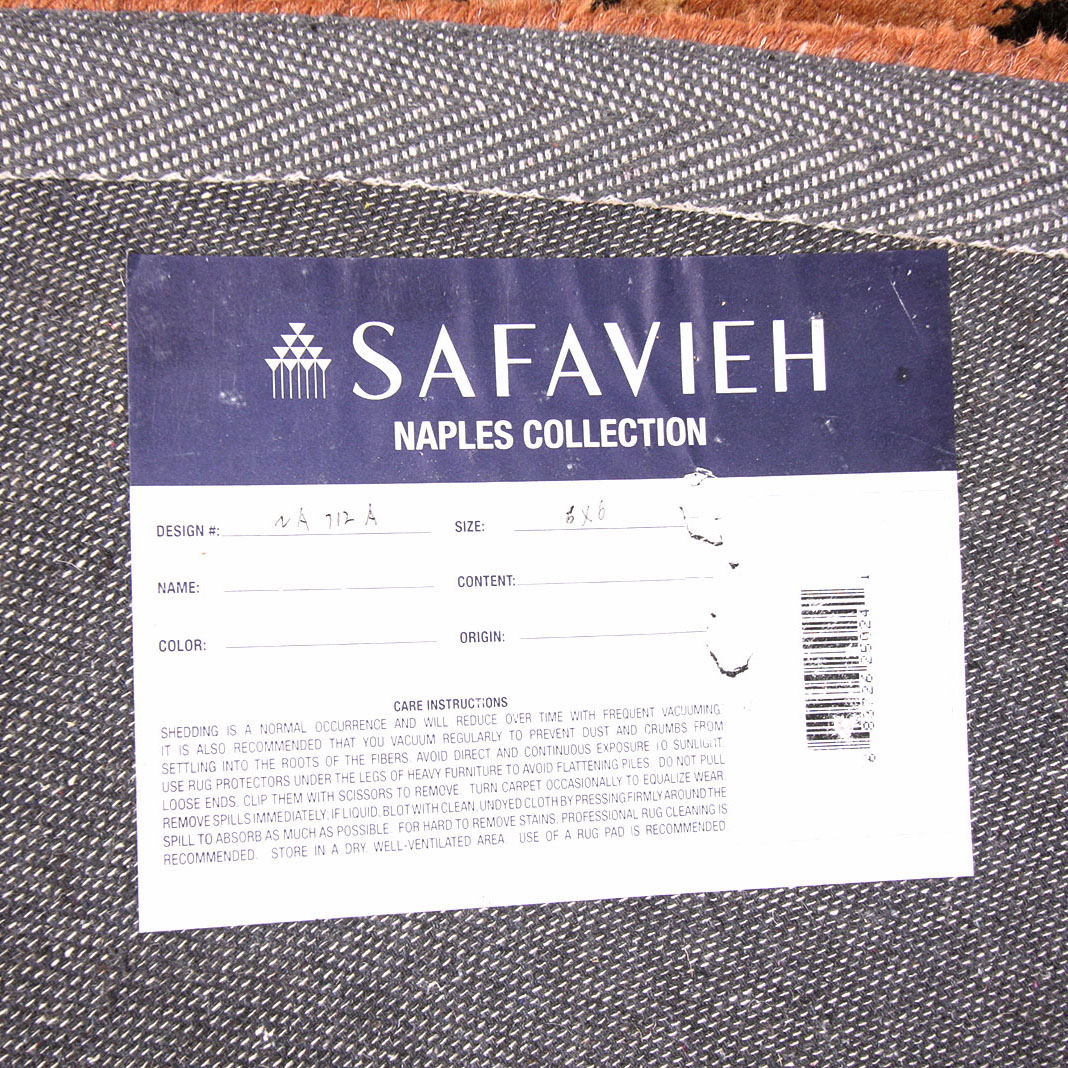 SAFAVIEH
NAPLES COLLECTION
DESIGN #: NA 712 A SIZE: 6
NAME: CONTENT:
COLOR: ORIGIN:
CARE INSTRUCTIONS
SHEDDING IS A NORMAL OCCURRENCE AND WILL REDUCE OVER TIME WITH FREQUENT VACUUMING.
IT IS ALSO RECOMMENDED THAT YOU VACUUM REGULARLY TO PREVENT DUST AND CRUMBS FROM
SETTLING INTO THE ROOTS OF THE FIBERS. AVOID DIRECT AND CONTINUOUS EXPOSURE TO SUNLIGHT.
USE RUG PROTECTORS UNDER THE LEGS OF HEAVY FURNITURE TO AVOID FLATTENING PILES. DO NOT PULL
LOOSE ENDS, CLIP THEM WITH SCISSORS TO REMOVE. TURN CARPET OCCASIONALLY TO EQUALIZE WEAR.
REMOVE SPILLS IMMEDIATELY, IF LIQUID, BLOT WITH CLEAN, UNDYED CLOTH BY PRESSING FIRMLY AROUND THE
SPILL TO ABSORB AS MUCH AS POSSIBLE. FOR HARD TO REMOVE STAINS, PROFESSIONAL RUG CLEANING IS
RECOMMENDED. STORE IN A DRY, WELL-VENTILATED AREA. USE OF A RUG PAD IS RECOMMENDED.